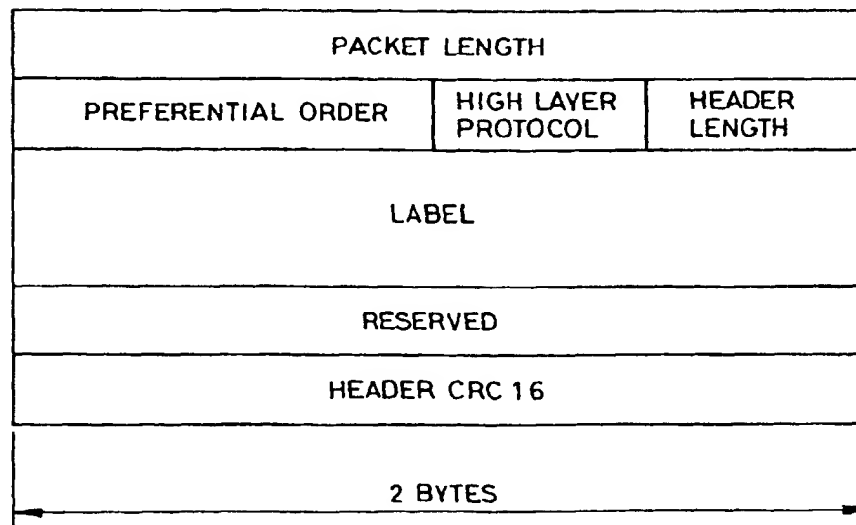 PACKET LENGTH
PREFERENTIAL ORDER
HIGH LAYER
PROTOCOL
HEADER
LENGTH
LABEL
RESERVED
HEADER CRC 16
2 BYTES